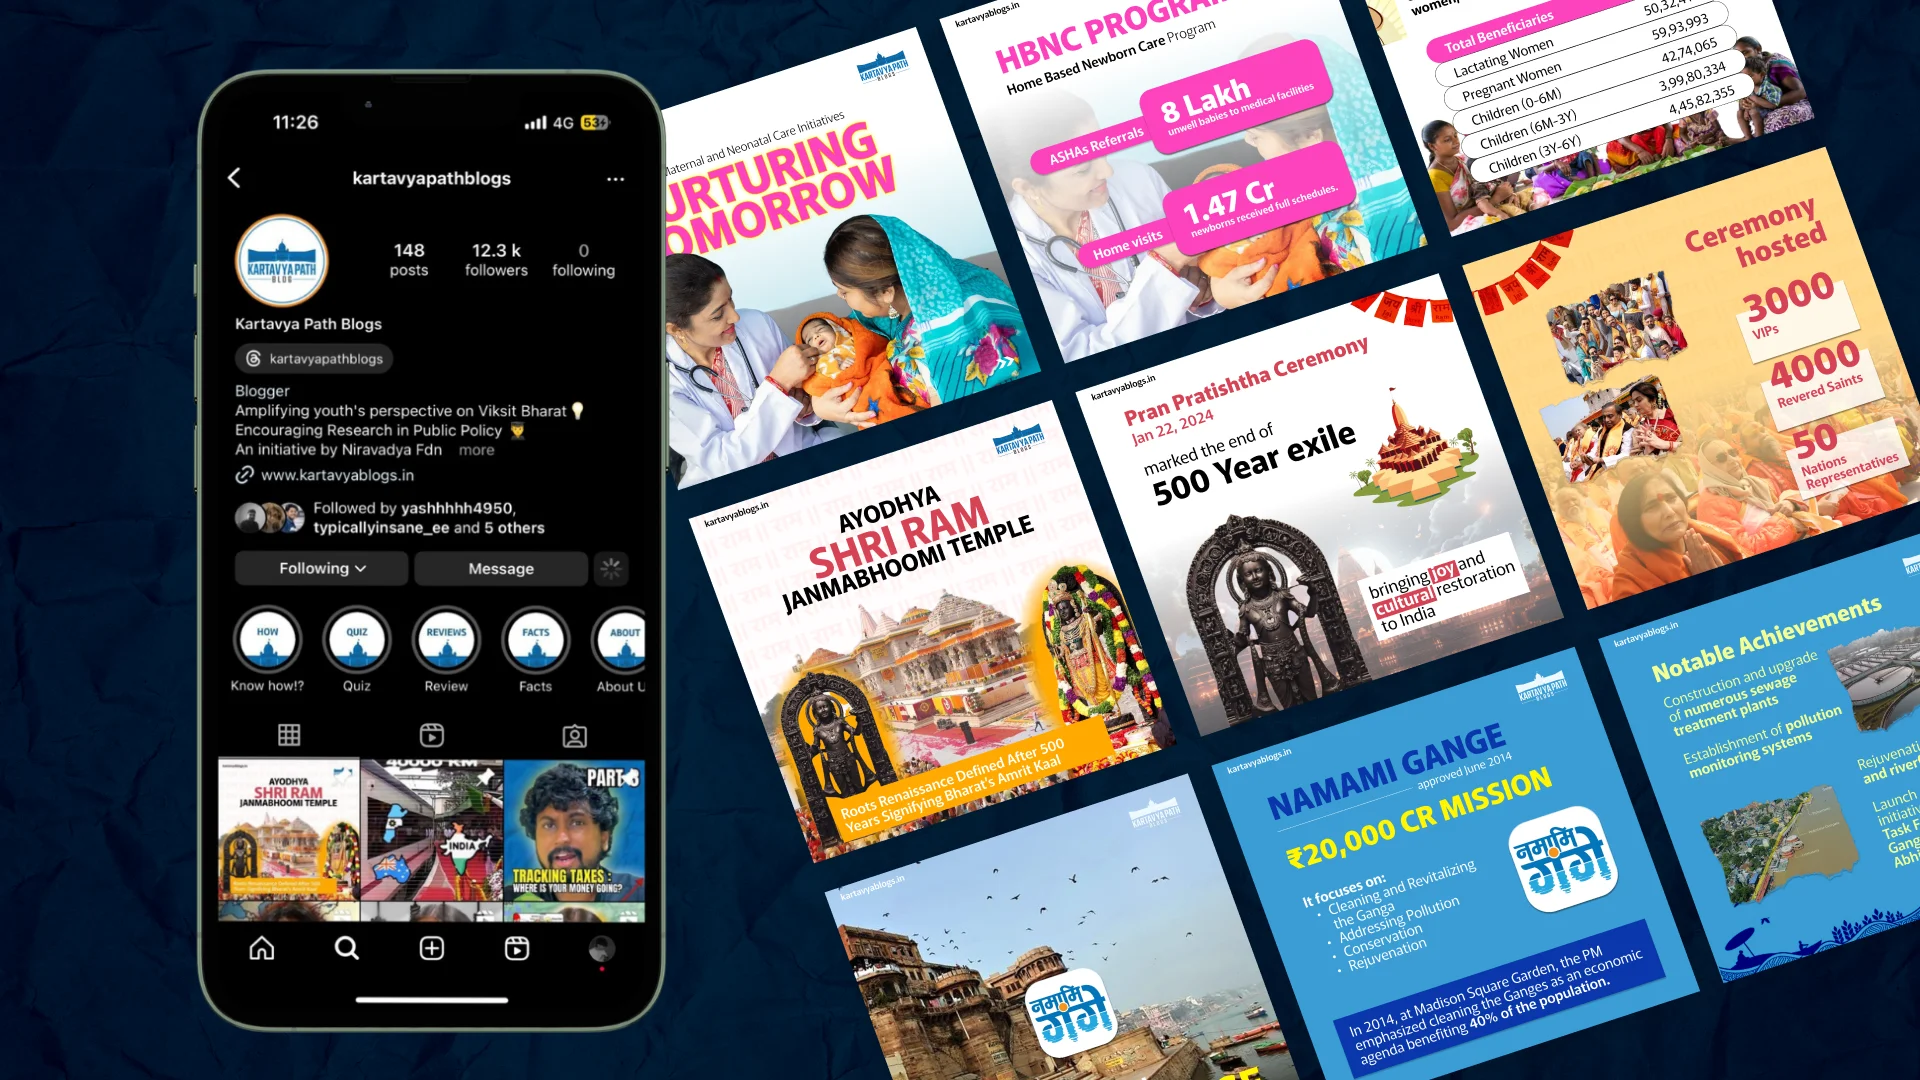 11:26
4G
53
kartavyapathblogs
148
posts
12.3 k
followers
0
following
KARTAVYA PATH
BLOG
Kartavya Path Blogs
kartavyapathblogs
Blogger
Amplifying youth's perspective on Viksit Bharat
Encouraging Research in Public Policy
An initiative by Niravadya Fdn more
www.kartavyablogs.in
Followed by yashhhhh4950,
typicallyinsane_ee and 5 others
Following
Message
HOW
QUIZ
REVIEWS
FACTS
ABOUT
Know how!?
Quiz
Review
Facts
About U
AYODHYA
SHRI RAM
JANMABHOOMI TEMPLE
40000 KM
INDIA
PART
TRACKING TAXES :
WHERE IS YOUR MONEY GOING?
KARTAVYA PATH
BLOGS
Maternal and Neonatal Care Initiatives
URTURING
OMORROW
kartavyablogs.in
HBNC PROGRAM
Home Based Newborn Care Program
ASHAs Referrals
8 Lakh
unwell babies to medical facilities
Home visits
1.47 Cr
newborns received full schedules.
women,
Total Beneficiaries
50,32,4
Lactating Women
59,93,993
Pregnant Women
42,74,065
Children (0-6M)
3,99,80,334
Children (6M-3Y)
4,45,82,355
Children (3Y-6Y)
kartavyablogs.in
KARTAVYA PATH
BLOGS
AYODHYA
SHRI RAM
JANMABHOOMI TEMPLE
Roots Renaissance Defined After 500
Years Signifying Bharat's Amrit Kaal
kartavyablogs.in
Pran Pratishtha Ceremony
Jan 22, 2024
marked the end of
500 Year exile
bringing joy and
cultural restoration
to India
Ceremony
hosted
3000
VIPs
4000
Revered Saints
50
Nations
Representatives
kartavyablogs.in
KARTAVYA PATH
BLOGS
नमामि
गंगे
kartavyablogs.in
KARTAVYA PATH
BLOGS
NAMAMI GANGE
approved June 2014
₹20,000 CR MISSION
It focuses on:
• Cleaning and Revitalizing
the Ganga
• Addressing Pollution
• Conservation
• Rejuvenation
नमामि
गंगे
In 2014, at Madison Square Garden, the PM
emphasized cleaning the Ganges as an economic
agenda benefiting 40% of the population.
kartavyablogs.in
Notable Achievements
Construction and upgrade
of numerous sewage
treatment plants
Establishment of pollution
monitoring systems
Rejuvenati
and riverf
Launch
initiativ
Task F
Gang
Abhi